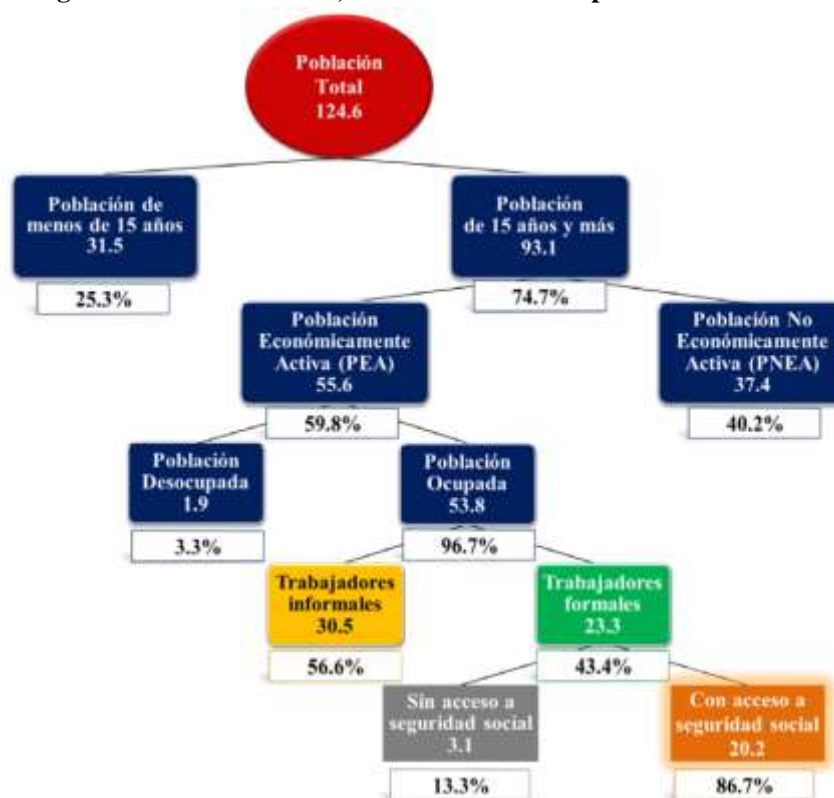 Población
Total
124.6
Población de
menos de 15 años
31.5
25.3%
Población
de 15 años y más
93.1
74.7%
Población
Económicamente
Activa (PEA)
55.6
59.8%
Población No
Económicamente
Activa (PNEA)
37.4
40.2%
Población
Desocupada
1.9
3.3%
Población
Ocupada
53.8
96.7%
Trabajadores
informales
30.5
56.6%
Trabajadores
formales
23.3
43.4%
Sin acceso a
seguridad social
3.1
13.3%
Con acceso a
seguridad social
20.2
86.7%